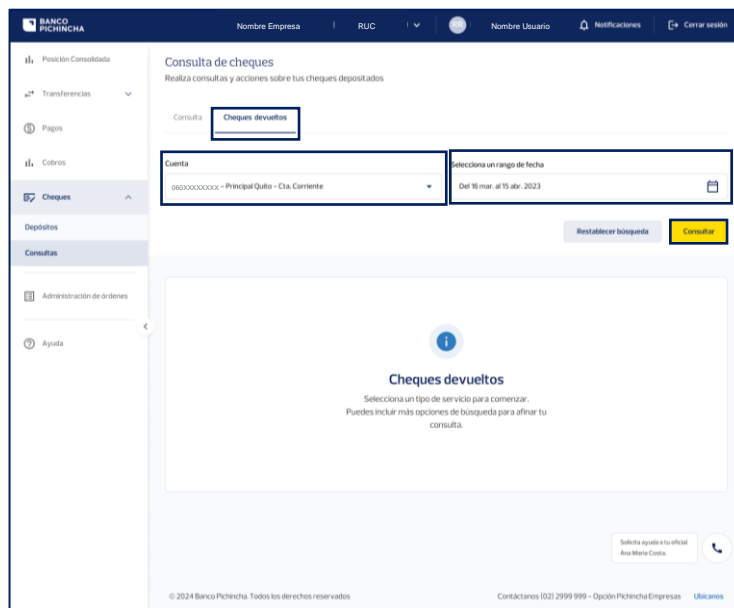 BANCO
PICHINCHA
Nombre Empresa
RUC
RR
Nombre Usuario
Notificaciones
Cerrar sesión
Posición Consolidada
Transferencias
Pagos
Cobros
Cheques
Depósitos
Consultas
Administración de órdenes
Ayuda
Consulta de cheques
Realiza consultas y acciones sobre tus cheques depositados
Consulta
Cheques devueltos
Cuenta
060XXXXXXXX – Principal Quito – Cta. Corriente
Selecciona un rango de fecha
Del 16 mar. al 15 abr. 2023
Restablecer búsqueda
Consultar
Cheques devueltos
Selecciona un tipo de servicio para comenzar.
Puedes incluir más opciones de búsqueda para afinar tu
consulta.
Solicita ayuda a tu oficial
Ana María Costa.
© 2024 Banco Pichincha. Todos los derechos reservados
Contáctanos (02) 2999 999 – Opción Pichincha Empresas
Ubícanos